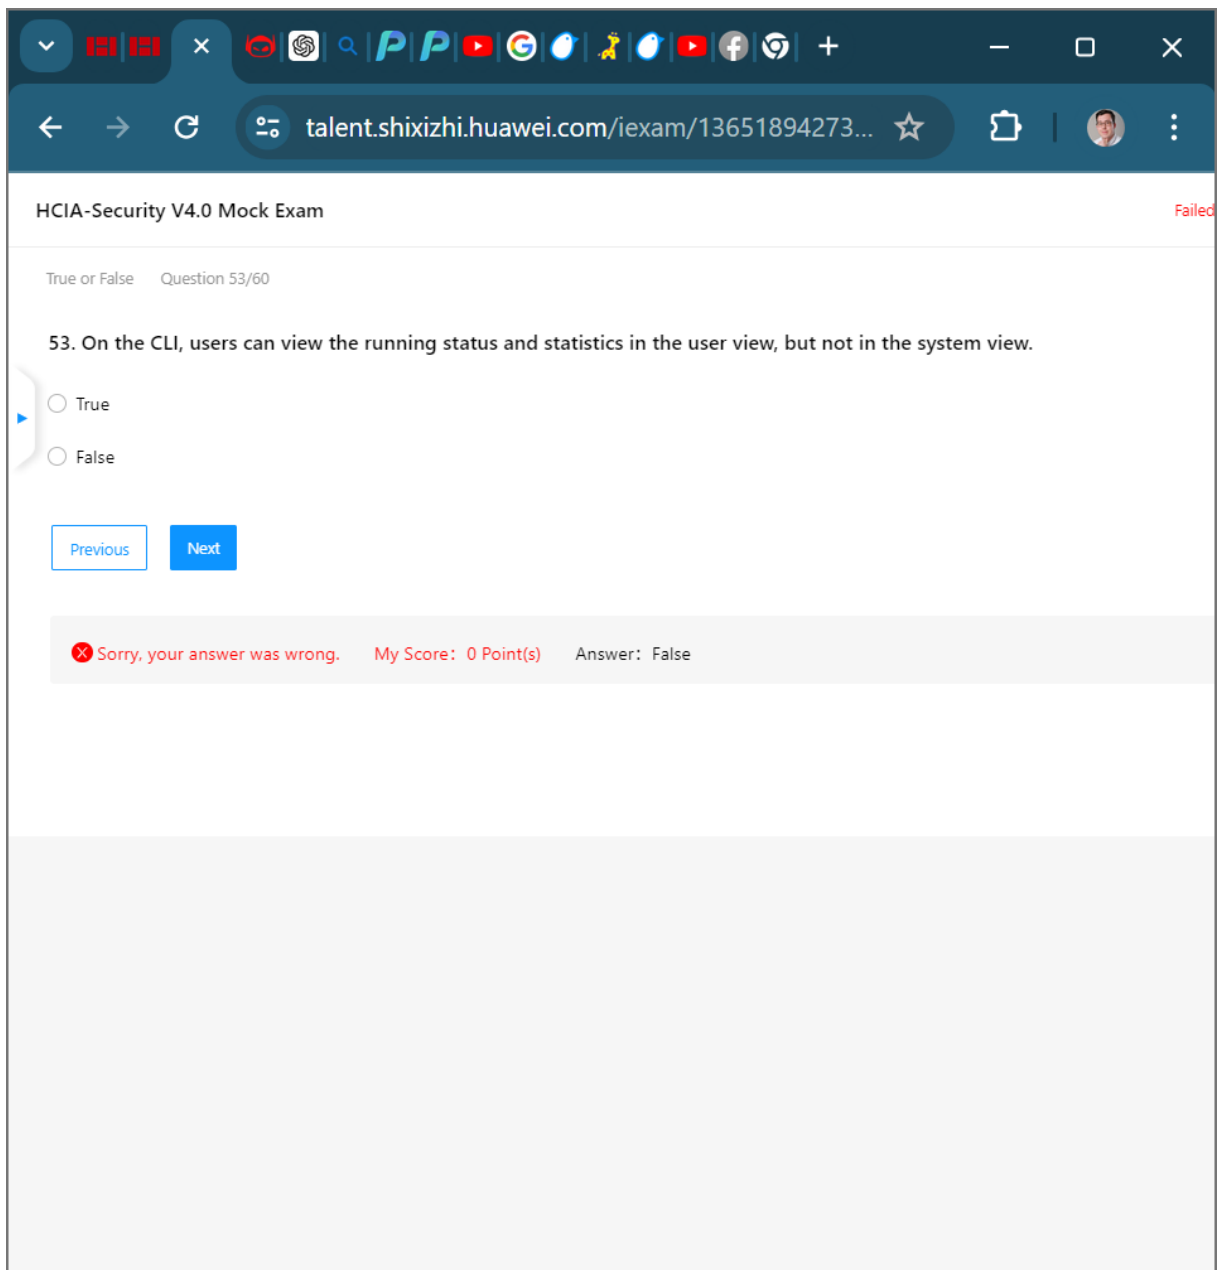 talent.shixizhi.huawei.com/iexam/13651894273...
HCIA-Security V4.0 Mock Exam
Failed
True or False Question 53/60
53. On the CLI, users can view the running status and statistics in the user view, but not in the system view.
True
False
Previous Next
Sorry, your answer was wrong. My Score: 0 Point(s) Answer: False